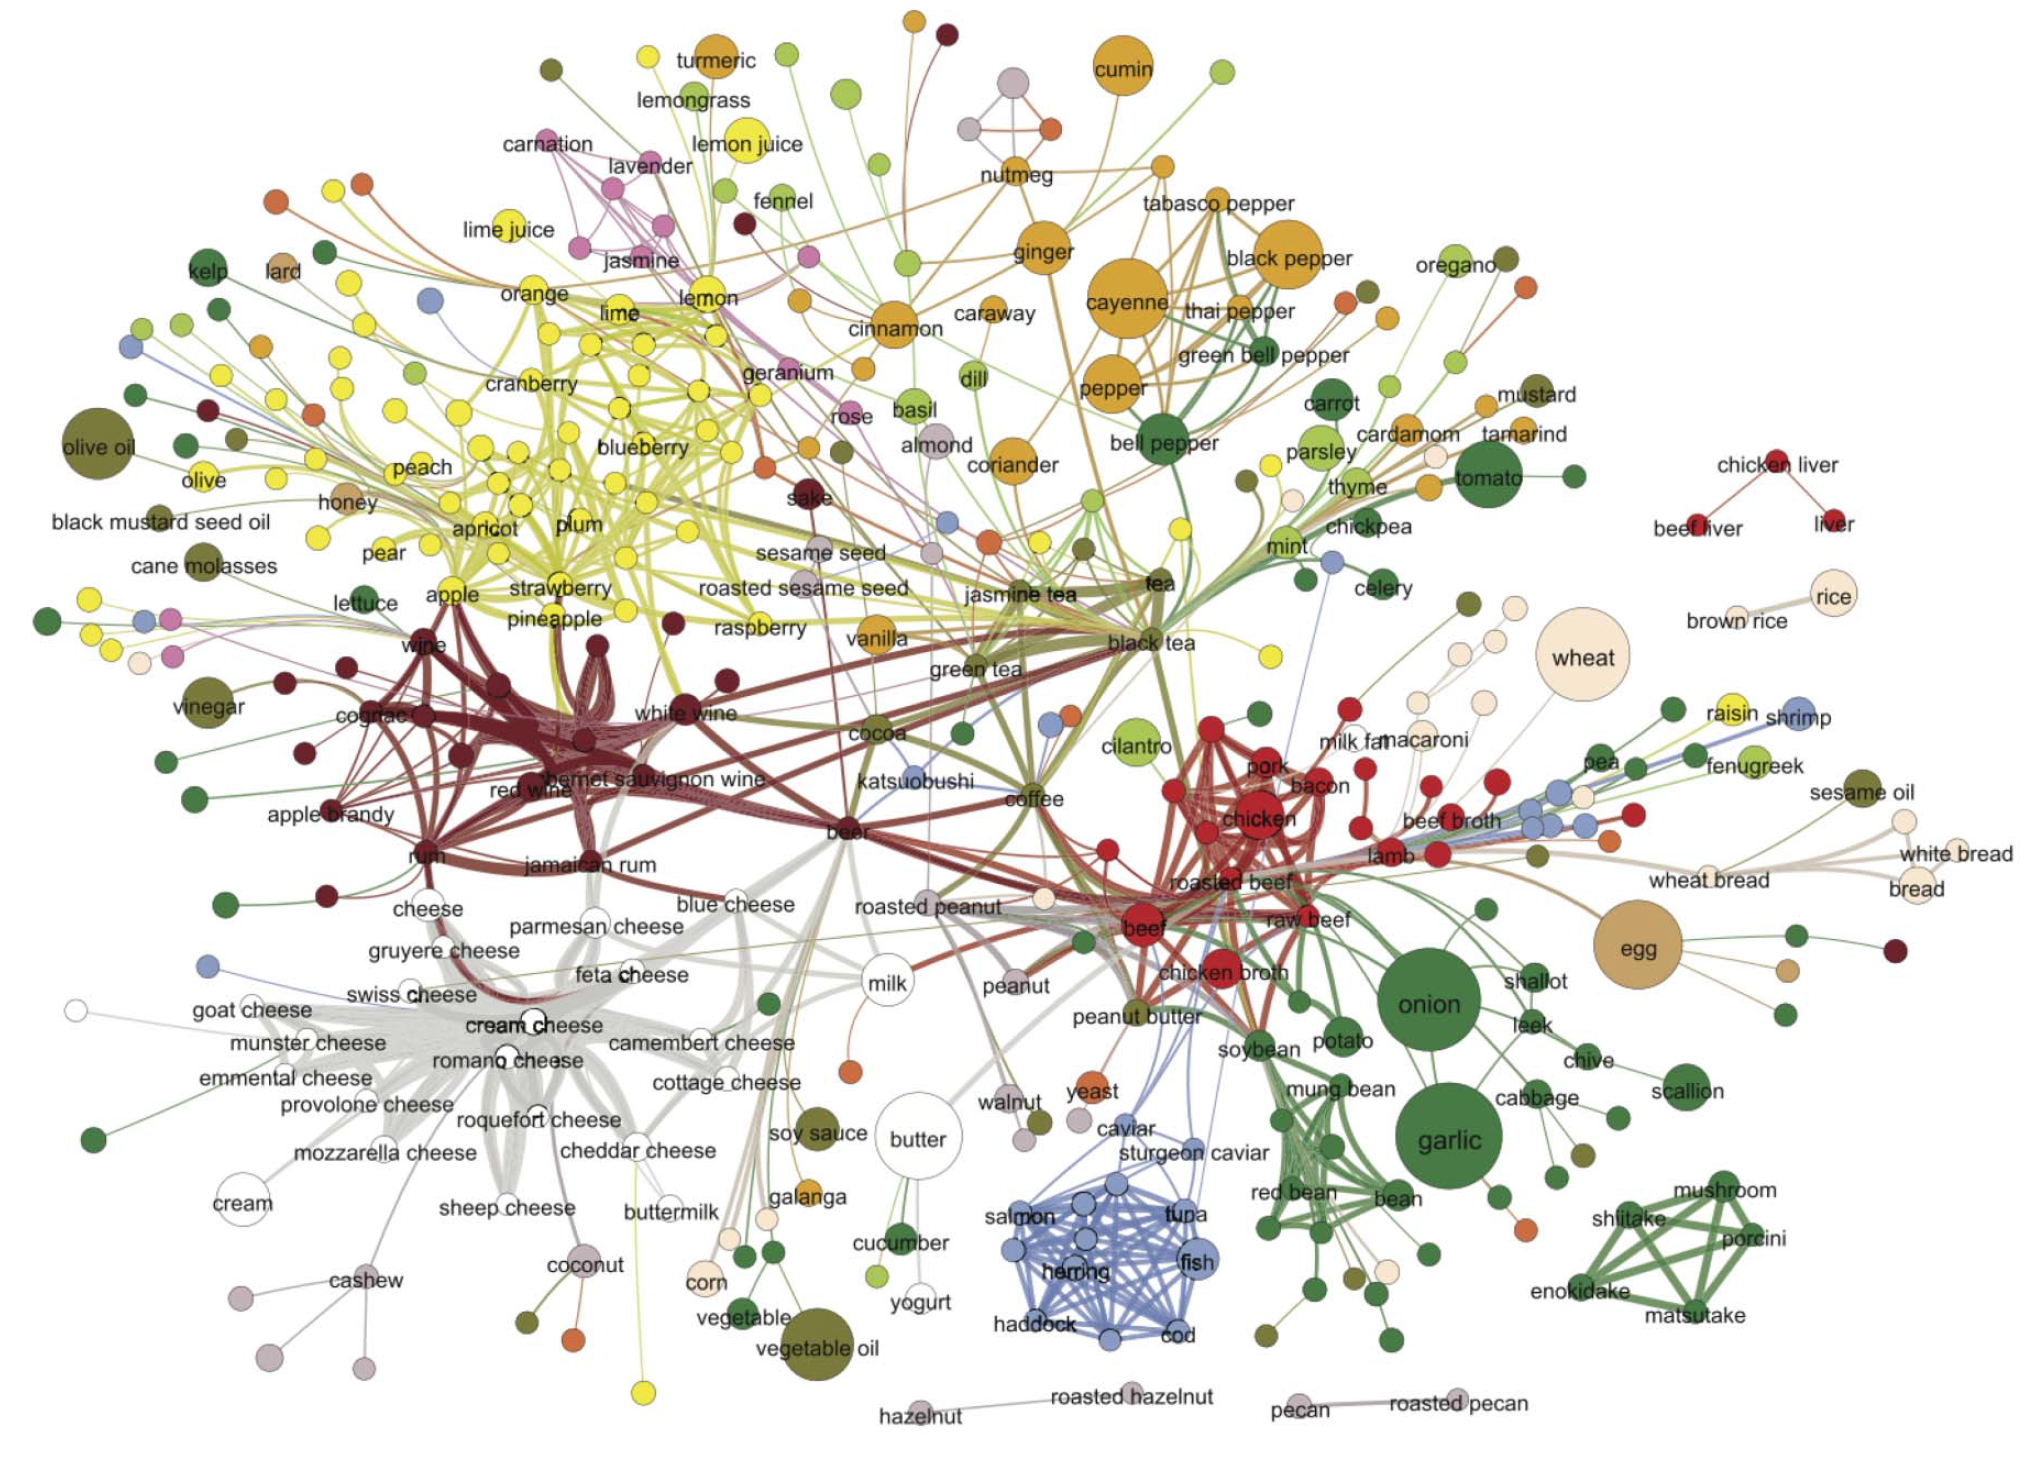 turmeric
cumin
lemongrass
carnation
lemon juice
lavender
nutmeg
fennel
tabasco pepper
lime juice
ginger
black pepper
jasmine
oregano
kelp
lard
orange
lemon
cayenne
lime
caraway
thai pepper
cinnamon
green bell pepper
geranium
dill
cranberry
pepper
mustard
carrot
basil
rose
cardamom
tamarind
almond
bell pepper
olive oil
blueberry
parsley
coriander
chicken liver
peach
olive
thyme
tomato
honey
sake
black mustard seed oil
apricot
plum
chickpea
beef liver
liver
pear
sesame seed
mint
cane molasses
roasted sesame seed
strawberry
tea
celery
apple
jasmine tea
rice
lettuce
pineapple
raspberry
brown rice
vanilla
wine
black tea
green tea
wheat
vinegar
cognac
white wine
raisin
shrimp
cocoa
milk fat
macaroni
cilantro
pea
pork
fenugreek
katsuobushi
bernet sauvignon wine
red wine
bacon
sesame oil
coffee
apple brandy
chicken
beef broth
beer
rum
jamaican rum
lamb
white bread
roasted beef
wheat bread
bread
cheese
blue cheese
roasted peanut
parmesan cheese
beef
raw beef
gruyere cheese
egg
feta cheese
chicken broth
milk
peanut
shallot
swiss cheese
goat cheese
onion
peanut butter
cream cheese
leek
munster cheese
camembert cheese
potato
soybean
romano cheese
chive
emmental cheese
cottage cheese
mung bean
yeast
scallion
provolone cheese
walnut
cabbage
roquefort cheese
caviar
soy sauce
butter
garlic
mozzarella cheese
cheddar cheese
sturgeon caviar
mushroom
red bean
galanga
bean
cream
sheep cheese
buttermilk
salmon
tuna
shiitake
porcini
cucumber
fish
coconut
herring
cashew
corn
enokidake
yogurt
matsutake
vegetable
haddock
cod
vegetable oil
roasted hazelnut
roasted pecan
hazelnut
pecan